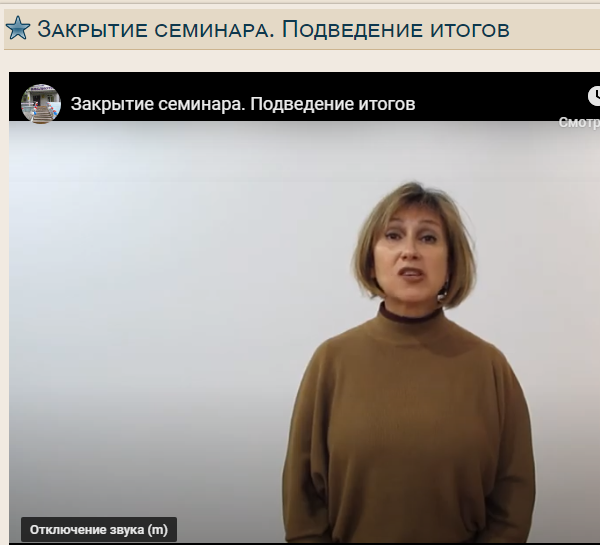 Закрытие семинара. Подведение итогов
Закрытие семинара. Подведение итогов
Смотр
Отключение звука (m)